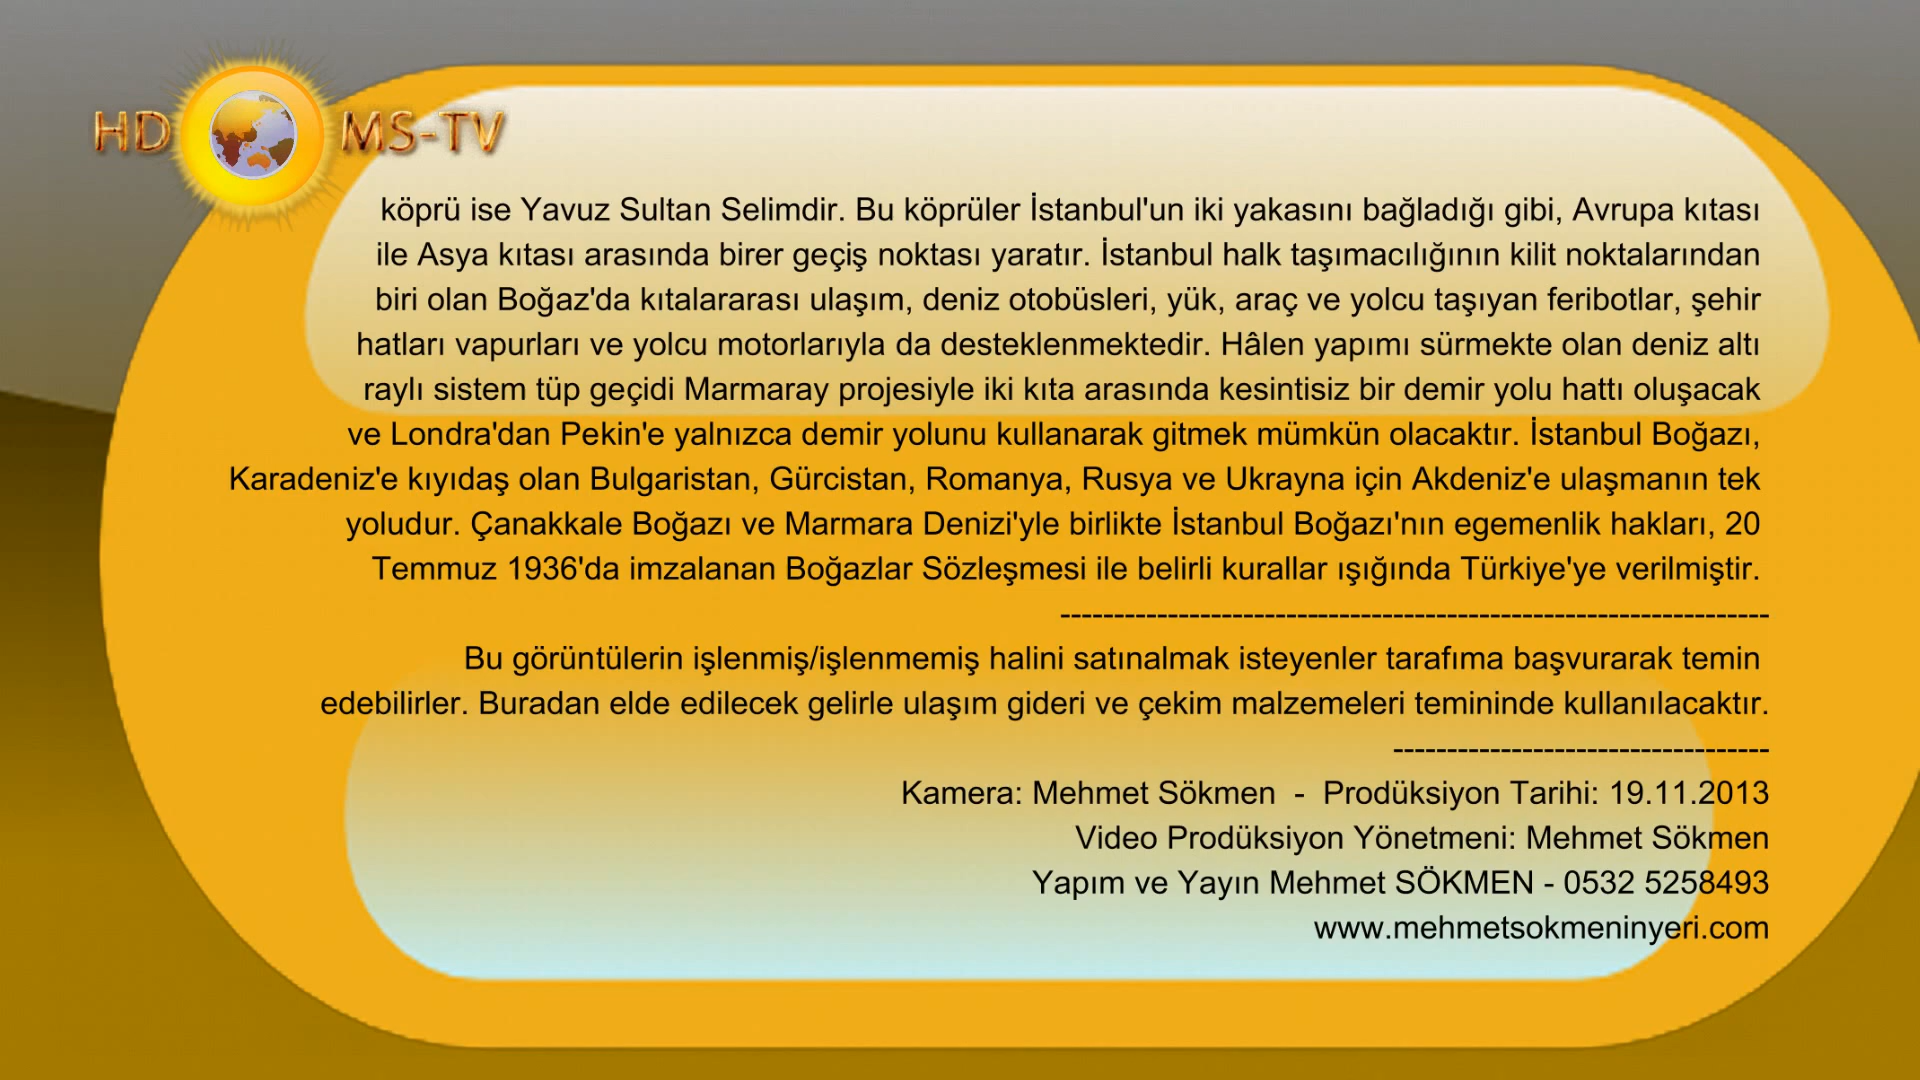 HD MS-TV
köprü ise Yavuz Sultan Selimdir. Bu köprüler İstanbul'un iki yakasını bağladığı gibi, Avrupa kıtası
ile Asya kıtası arasında birer geçiş noktası yaratır. İstanbul halk taşımacılığının kilit noktalarından
biri olan Boğaz'da kıtalararası ulaşım, deniz otobüsleri, yük, araç ve yolcu taşıyan feribotlar, şehir
hatları vapurları ve yolcu motorlarıyla da desteklenmektedir. Hâlen yapımı sürmekte olan deniz altı
raylı sistem tüp geçidi Marmaray projesiyle iki kıta arasında kesintisiz bir demir yolu hattı oluşacak
ve Londra'dan Pekin'e yalnızca demir yolunu kullanarak gitmek mümkün olacaktır. İstanbul Boğazı,
Karadeniz'e kıyıdaş olan Bulgaristan, Gürcistan, Romanya, Rusya ve Ukrayna için Akdeniz'e ulaşmanın tek
yoludur. Çanakkale Boğazı ve Marmara Denizi'yle birlikte İstanbul Boğazı'nın egemenlik hakları, 20
Temmuz 1936'da imzalanan Boğazlar Sözleşmesi ile belirli kurallar ışığında Türkiye'ye verilmiştir.
-------------------------------------------------------------------
Bu görüntülerin işlenmiş/işlenmemiş halini satınalmak isteyenler tarafıma başvurarak temin
edebilirler. Buradan elde edilecek gelirle ulaşım gideri ve çekim malzemeleri temininde kullanılacaktır.
-----------------------------------
Kamera: Mehmet Sökmen - Prodüksiyon Tarihi: 19.11.2013
Video Prodüksiyon Yönetmeni: Mehmet Sökmen
Yapım ve Yayın Mehmet SÖKMEN - 0532 5258493
www.mehmetsokmeninyeri.com